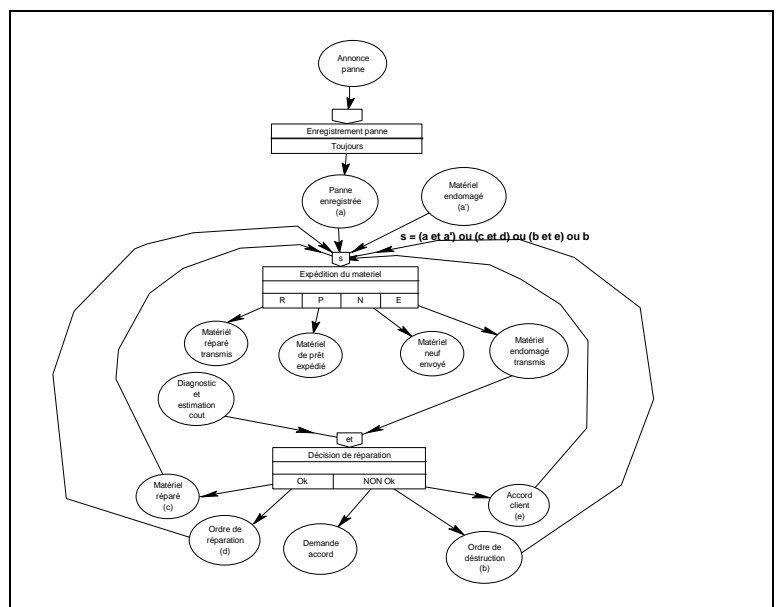 Annonce
panne
Enregistrement panne
Toujours
Panne
enregistrée
(a)
Matériel
endomagé
(a')
s = (a et a') ou (c et d) ou (b et e) ou b
s
Expédition du materiel
R P N E
Matériél
réparé
transmis
Matériel
de prêt
expédié
Matériel
neuf
envoyé
Matériel
endomagé
transmis
Diagnostic
et
estimation
cout
et
Décision de réparation
Ok NON Ok
Matériel
réparé
(c)
Ordre de
réparation
(d)
Demande
accord
Ordre de
déstruction
(b)
Accord
client
(e)